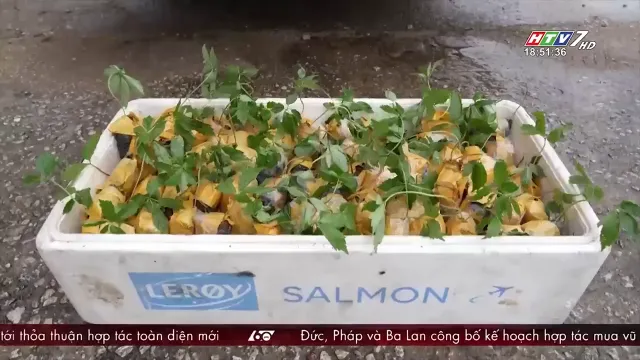 HTV7 HD
18:51:36
LERØY SALMON
tới thỏa thuận hợp tác toàn diện mới 60 Đức, Pháp và Ba Lan công bố kế hoạch hợp tác mua vũ